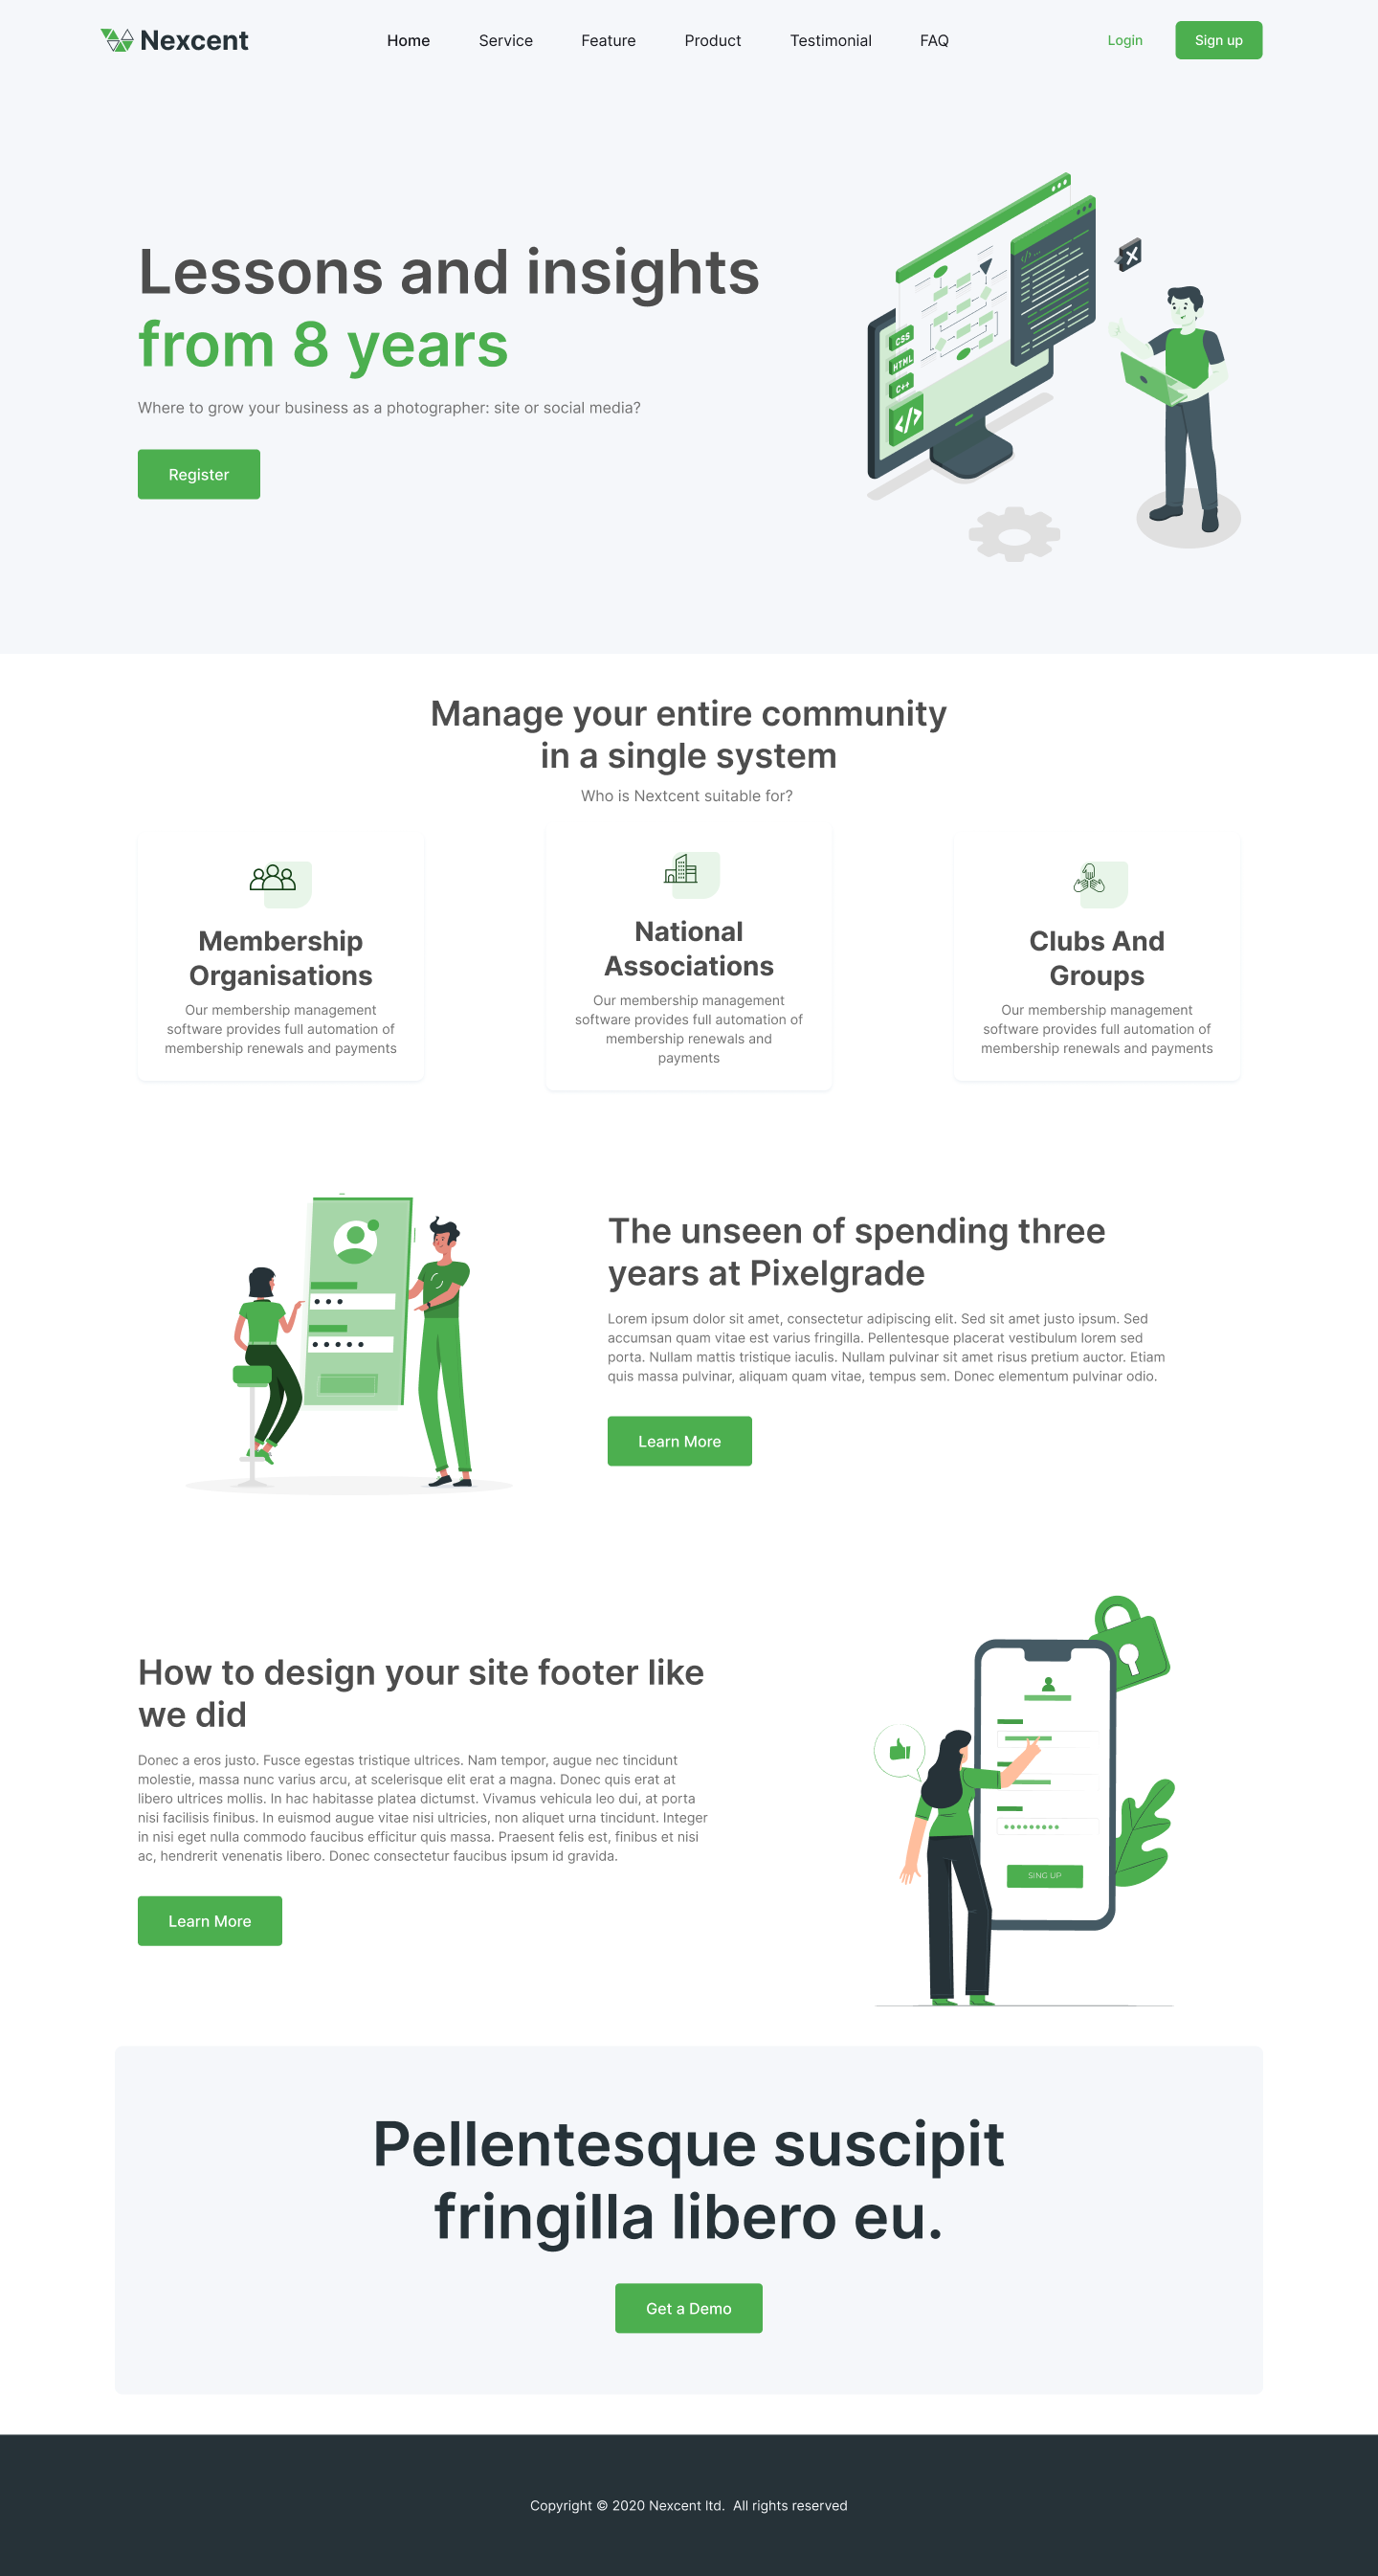 Nexcent
Home Service Feature Product Testimonial FAQ
Login Sign up
Lessons and insights
from 8 years
Where to grow your business as a photographer: site or social media?
Register
CSS
HTML
C++
</>
Manage your entire community
in a single system
Who is Nextcent suitable for?
Membership
Organisations
Our membership management
software provides full automation of
membership renewals and payments
National
Associations
Our membership management
software provides full automation of
membership renewals and
payments
Clubs And
Groups
Our membership management
software provides full automation of
membership renewals and payments
The unseen of spending three
years at Pixelgrade
Lorem ipsum dolor sit amet, consectetur adipiscing elit. Sed sit amet justo ipsum. Sed
accumsan quam vitae est varius fringilla. Pellentesque placerat vestibulum lorem sed
porta. Nullam mattis tristique iaculis. Nullam pulvinar sit amet risus pretium auctor. Etiam
quis massa pulvinar, aliquam quam vitae, tempus sem. Donec elementum pulvinar odio.
Learn More
How to design your site footer like
we did
Donec a eros justo. Fusce egestas tristique ultrices. Nam tempor, augue nec tincidunt
molestie, massa nunc varius arcu, at scelerisque elit erat a magna. Donec quis erat at
libero ultrices mollis. In hac habitasse platea dictumst. Vivamus vehicula leo dui, at porta
nisi facilisis finibus. In euismod augue vitae nisi ultricies, non aliquet urna tincidunt. Integer
in nisi eget nulla commodo faucibus efficitur quis massa. Praesent felis est, finibus et nisi
ac, hendrerit venenatis libero. Donec consectetur faucibus ipsum id gravida.
Learn More
SING UP
Pellentesque suscipit
fringilla libero eu.
Get a Demo
Copyright © 2020 Nexcent ltd. All rights reserved